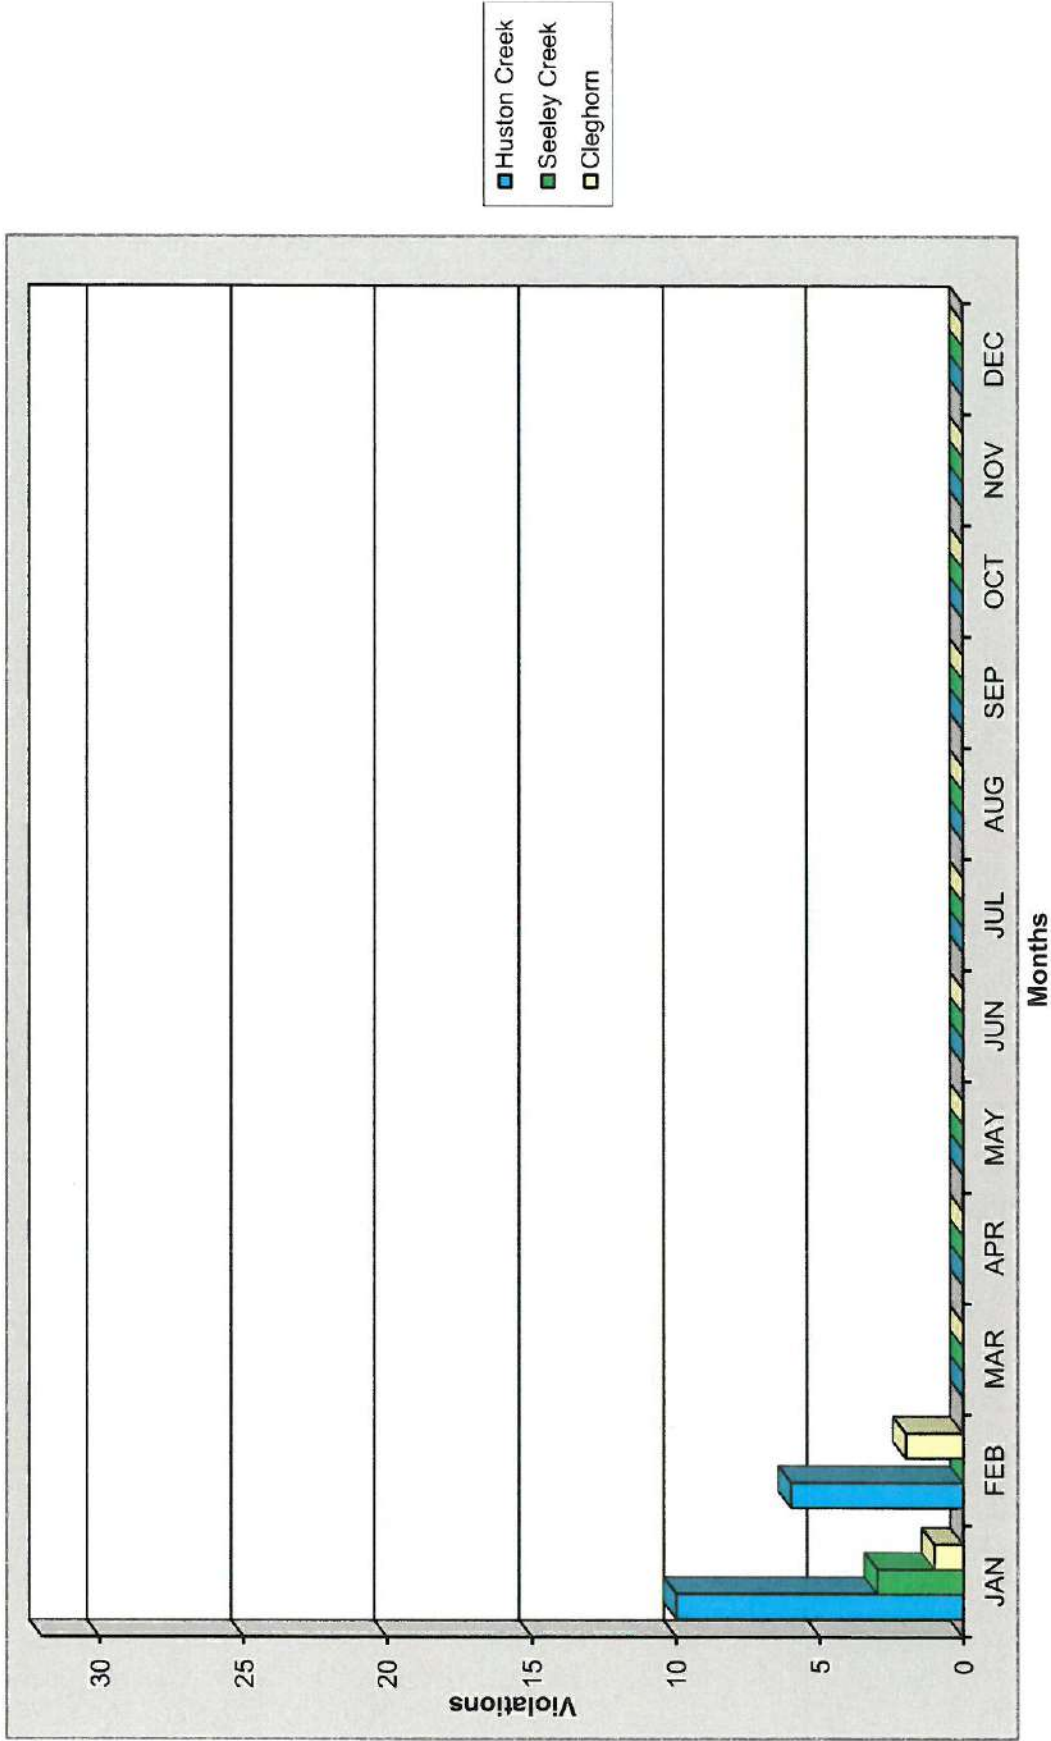 Huston Creek
Seeley Creek
Cleghorn
Violations
30
25
20
15
10
5
0
JAN
FEB
MAR
APR
MAY
JUN
JUL
AUG
SEP
OCT
NOV
DEC
Months